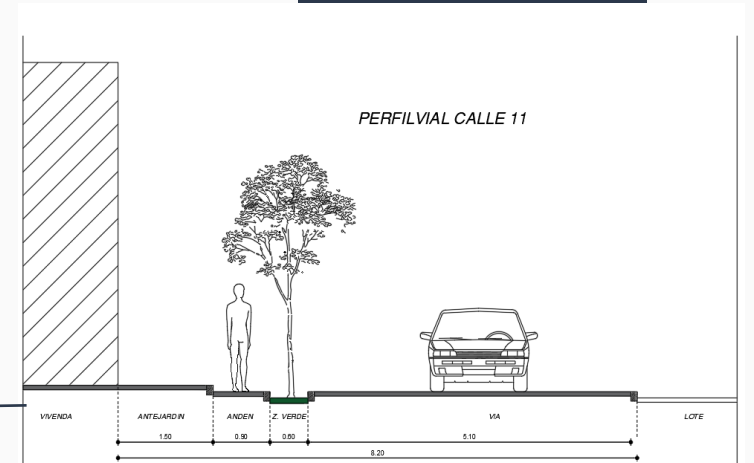 PERFILVIAL CALLE 11
VIVENDA ANTEJARDIN ANDEN Z. VERDE VIA LOTE
1.50 0.90 0.60 5.10
8.20